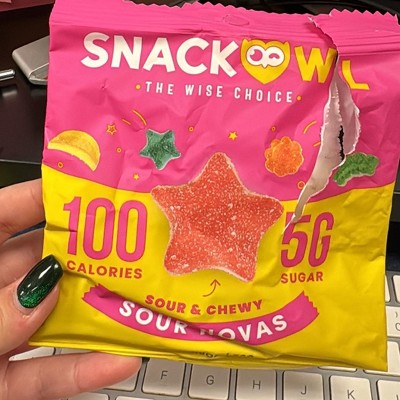 SNACKOWL
• THE WISE CHOICE •
100
CALORIES
5G
SUGAR
SOUR & CHEWY
SOUR NOVAS
F G H